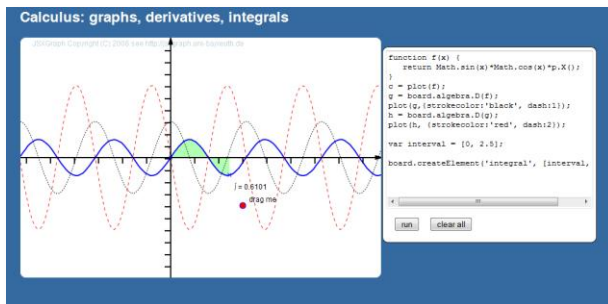 Calculus: graphs, derivatives, integrals
∫ = 0.6101
drag me
function f(x) {
return Math.sin(x)*Math.cos(x)*p.X();
}
c = plot(f);
g = board.algebra.D(f);
plot(g,{strokecolor:'black', dash:1});
h = board.algebra.D(g);
plot(h, {strokecolor:'red', dash:2});
var interval = [0, 2.5];
board.createElement('integral', [interval,
run clear all